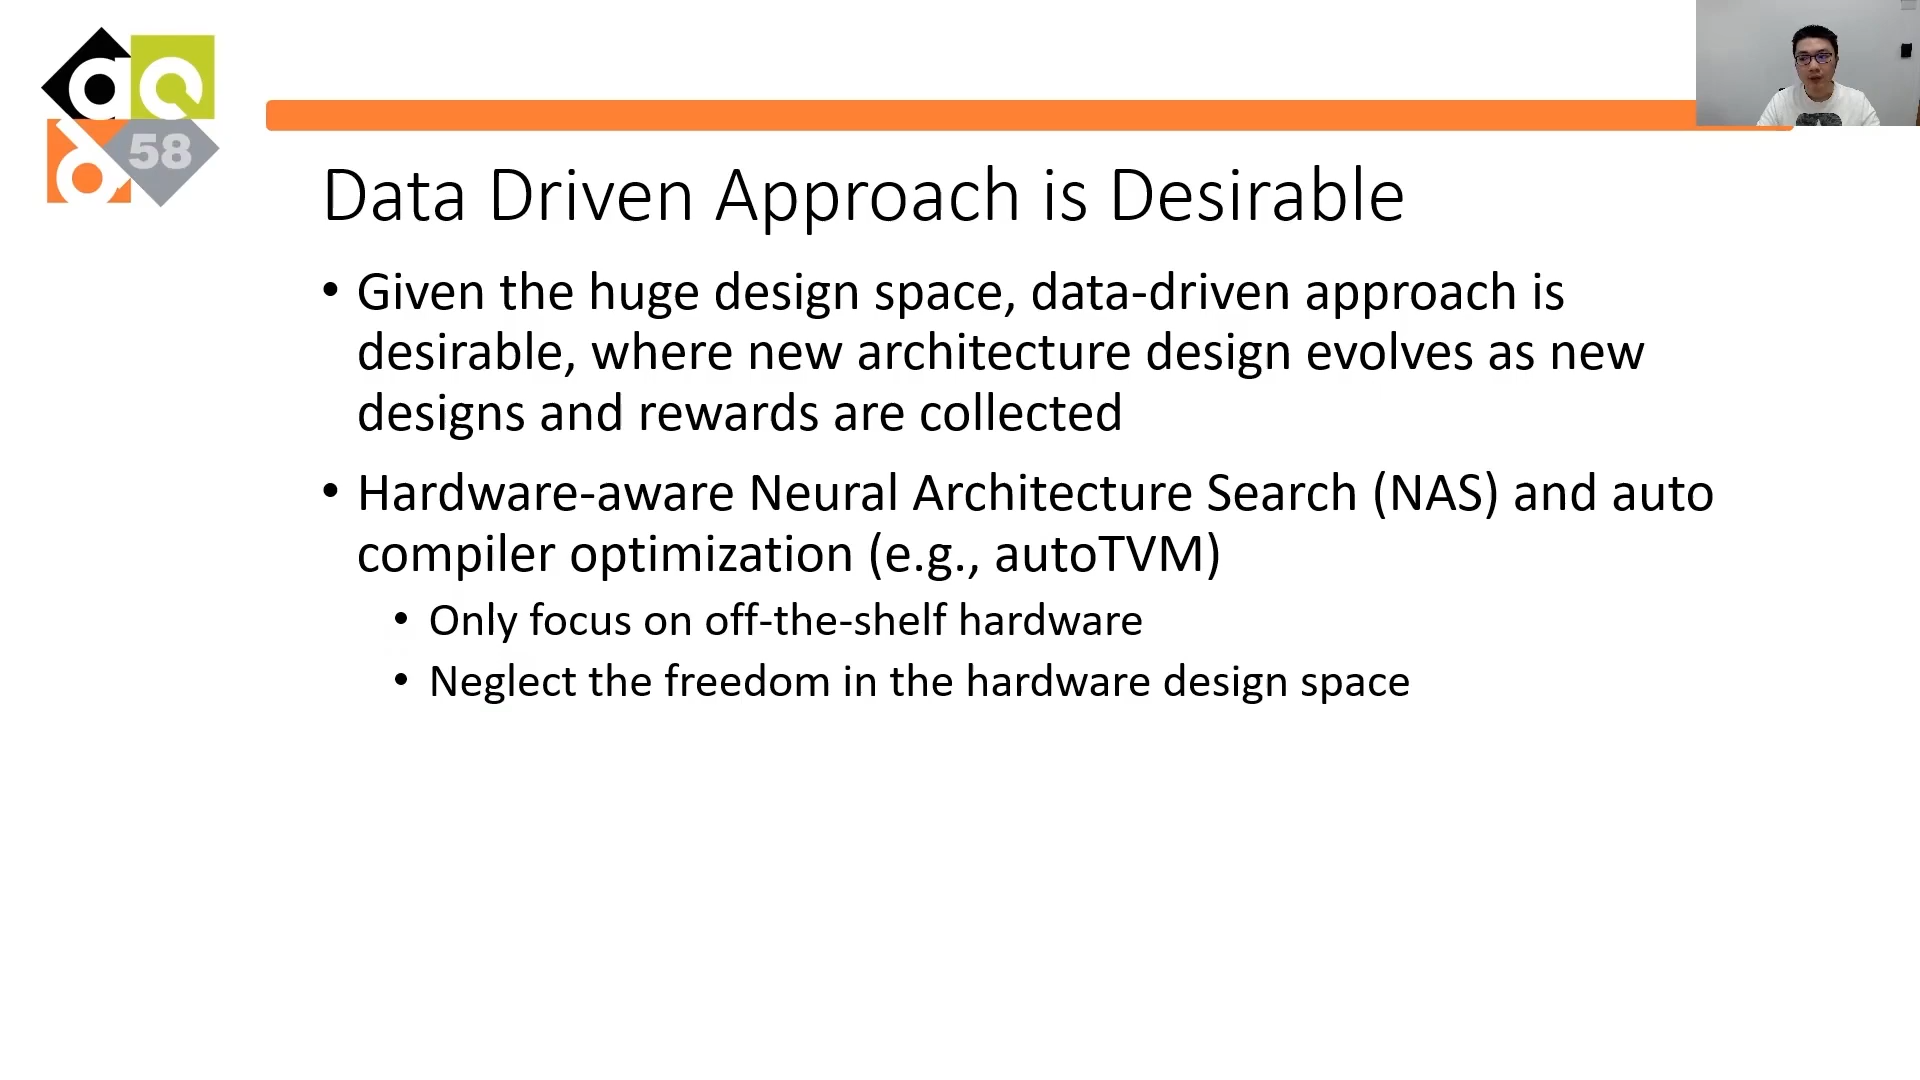 dac
58
Data Driven Approach is Desirable
• Given the huge design space, data-driven approach is
desirable, where new architecture design evolves as new
designs and rewards are collected
• Hardware-aware Neural Architecture Search (NAS) and auto
compiler optimization (e.g., autoTVM)
• Only focus on off-the-shelf hardware
• Neglect the freedom in the hardware design space